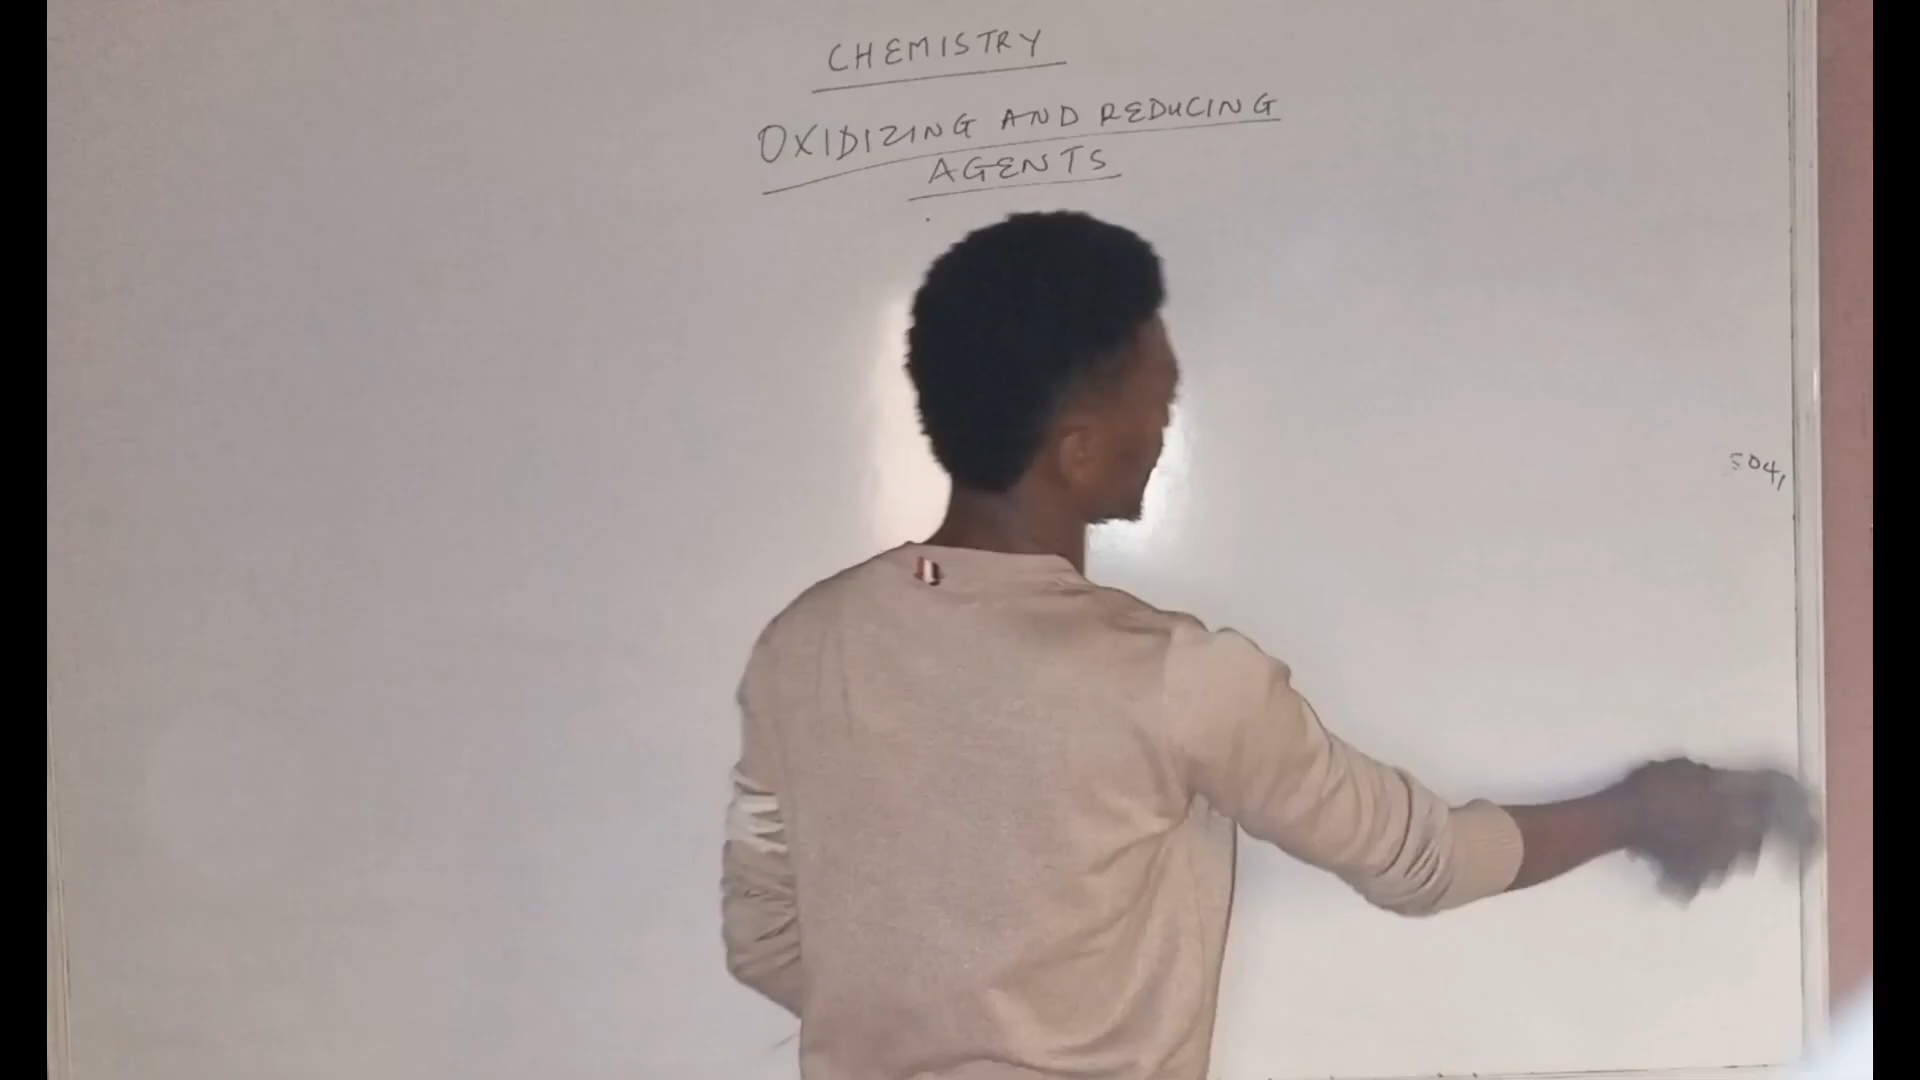 CHEMISTRY
OXIDIZING AND REDUCING
AGENTS
SO4,